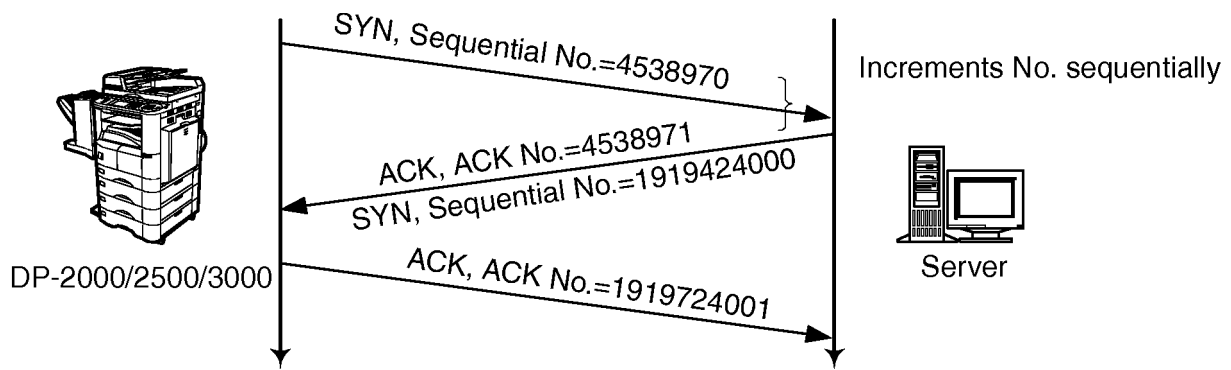 SYN, Sequential No.=4538970
Increments No. sequentially
ACK, ACK No.=4538971
SYN, Sequential No.=1919424000
DP-2000/2500/3000
Server
ACK, ACK No.=1919724001